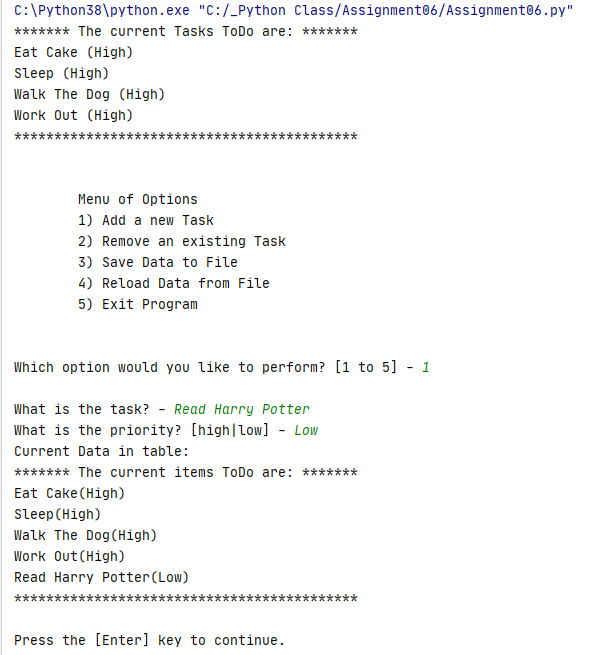 C:\Python38\python.exe "C:/_Python Class/Assignment06/Assignment06.py"
******* The current Tasks ToDo are: *******
Eat Cake (High)
Sleep (High)
Walk The Dog (High)
Work Out (High)
*******************************************
Menu of Options
1) Add a new Task
2) Remove an existing Task
3) Save Data to File
4) Reload Data from File
5) Exit Program
Which option would you like to perform? [1 to 5] - 1
What is the task? - Read Harry Potter
What is the priority? [high|low] - Low
Current Data in table:
******* The current items ToDo are: *******
Eat Cake(High)
Sleep(High)
Walk The Dog(High)
Work Out(High)
Read Harry Potter(Low)
*******************************************
Press the [Enter] key to continue.